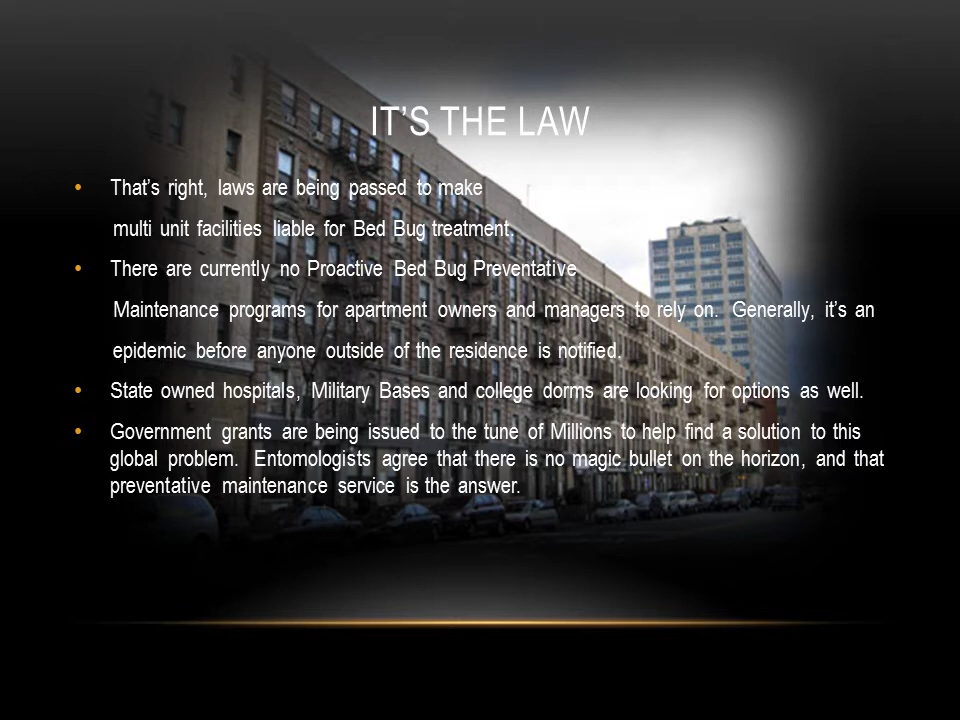 IT’S THE LAW
• That’s right, laws are being passed to make
multi unit facilities liable for Bed Bug treatment.
• There are currently no Proactive Bed Bug Preventative
Maintenance programs for apartment owners and managers to rely on. Generally, it’s an
epidemic before anyone outside of the residence is notified.
• State owned hospitals, Military Bases and college dorms are looking for options as well.
• Government grants are being issued to the tune of Millions to help find a solution to this
global problem. Entomologists agree that there is no magic bullet on the horizon, and that
preventative maintenance service is the answer.